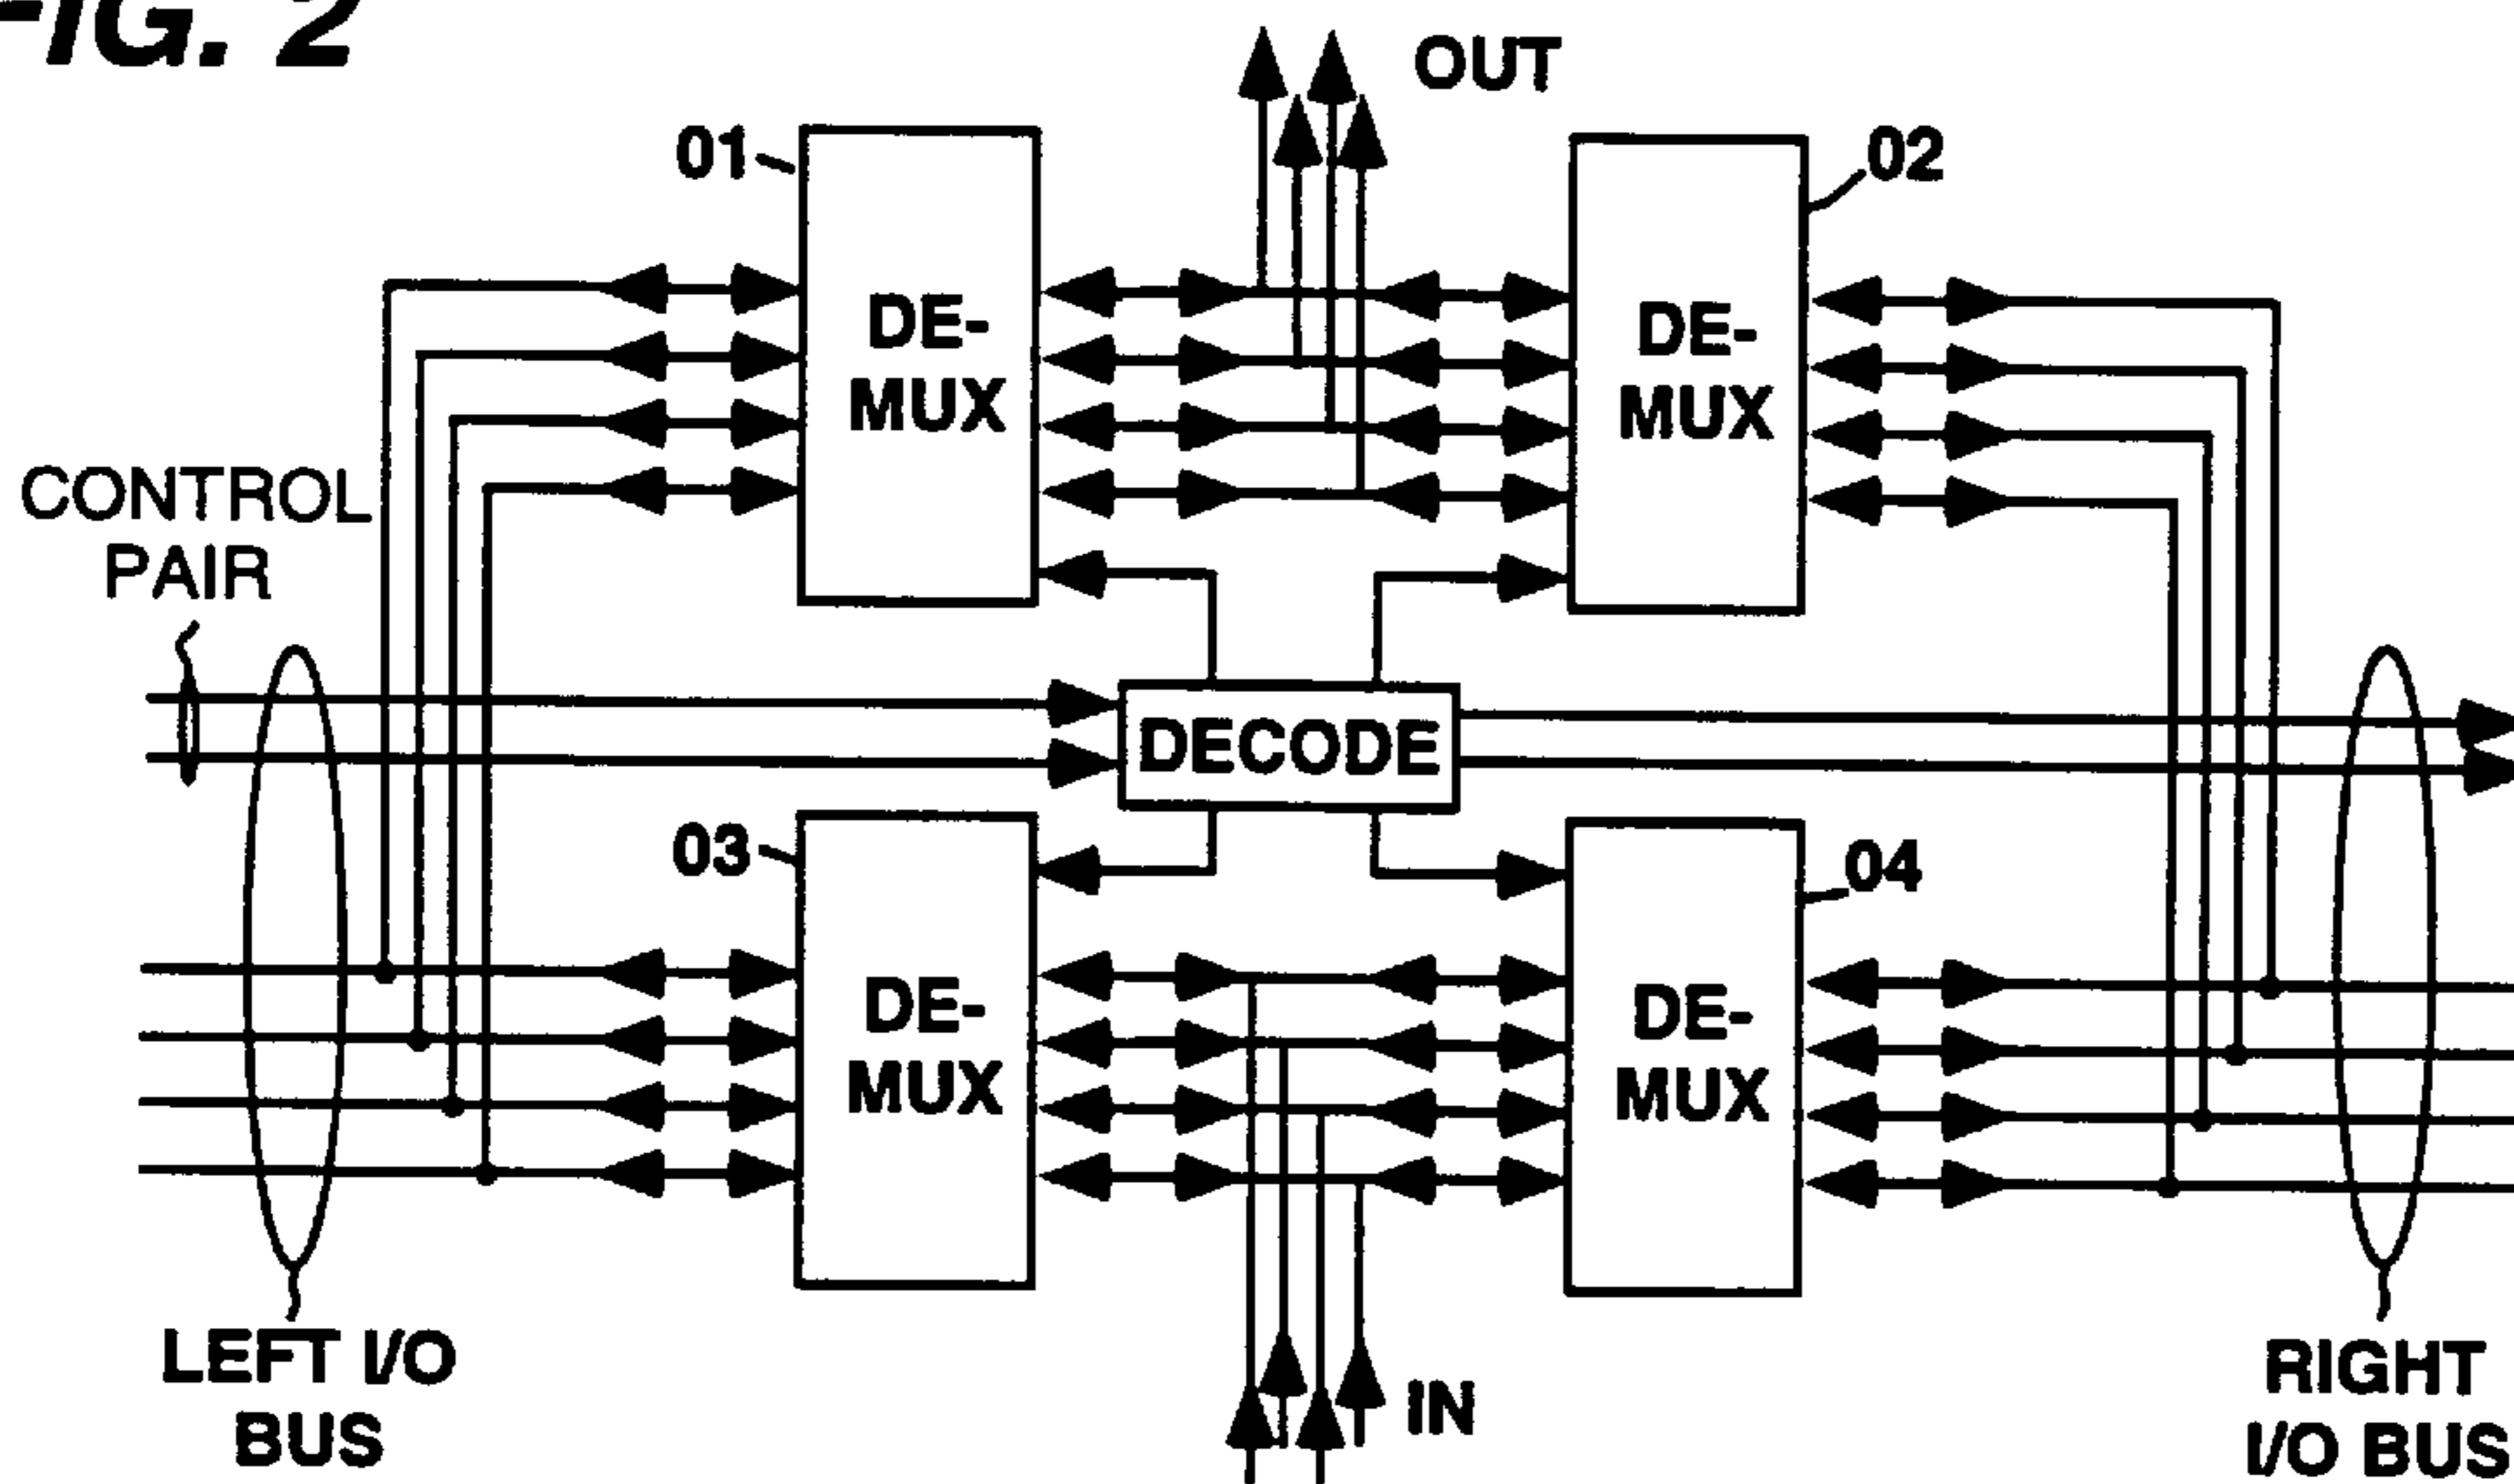 FIG. 2
OUT
01
02
DE-
MUX
DE-
MUX
CONTROL
PAIR
DECODE
03
04
DE-
MUX
DE-
MUX
LEFT I/O
BUS
IN
RIGHT
I/O BUS